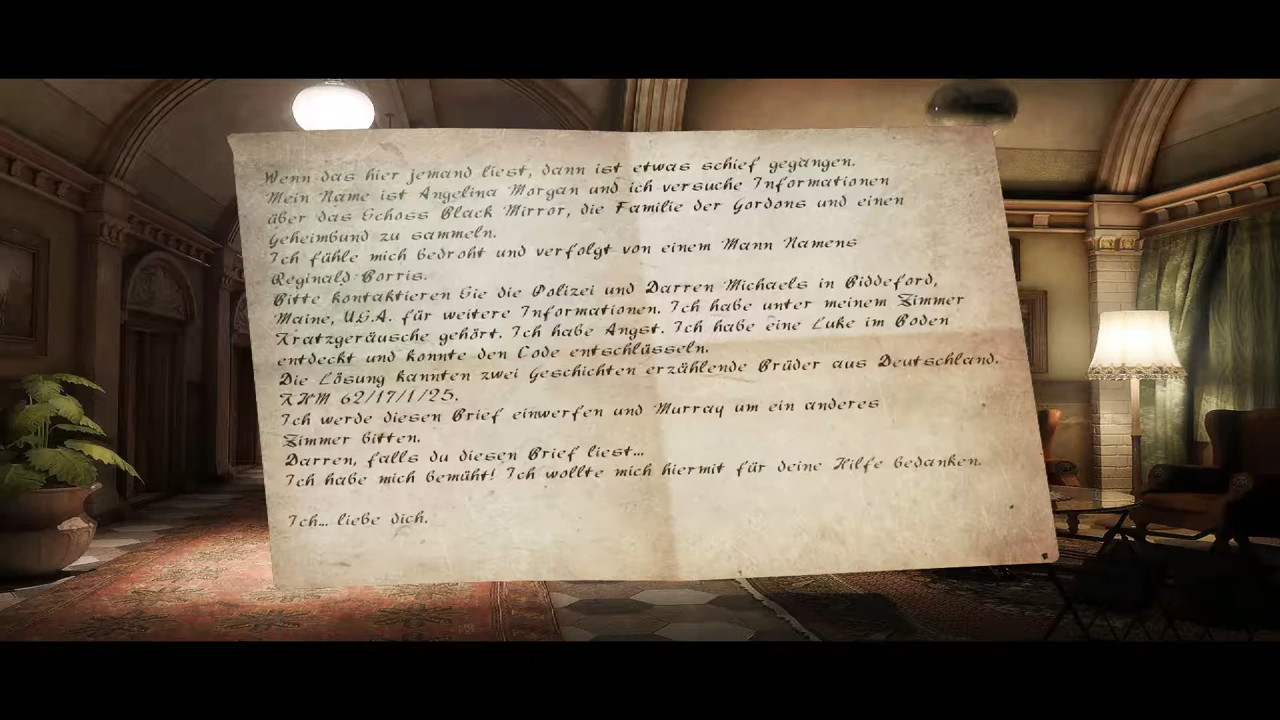 Wenn das hier jemand liest, dann ist etwas schief gegangen.
Mein Name ist Angelina Morgan und ich versuche Informationen
über das Schoss Black Mirror, die Familie der Gordons und einen
Geheimbund zu sammeln.
Ich fühle mich bedroht und verfolgt von einem Mann Namens
Reginald Borris.
Bitte kontaktieren Sie die Polizei und Darren Michaels in Biddeford,
Maine, U.S.A. für weitere Informationen. Ich habe unter meinem Zimmer
Kratzgeräusche gehört. Ich habe Angst. Ich habe eine Luke im Boden
entdeckt und konnte den Code entschlüsseln.
Die Lösung kannten zwei Geschichten erzählende Brüder aus Deutschland.
KHM 62/17/1/25.
Ich werde diesen Brief einwerfen und Murray um ein anderes
Zimmer bitten.
Darren, falls du diesen Brief liest...
Ich habe mich bemüht! Ich wollte mich hiermit für deine Hilfe bedanken.
Ich... liebe dich.